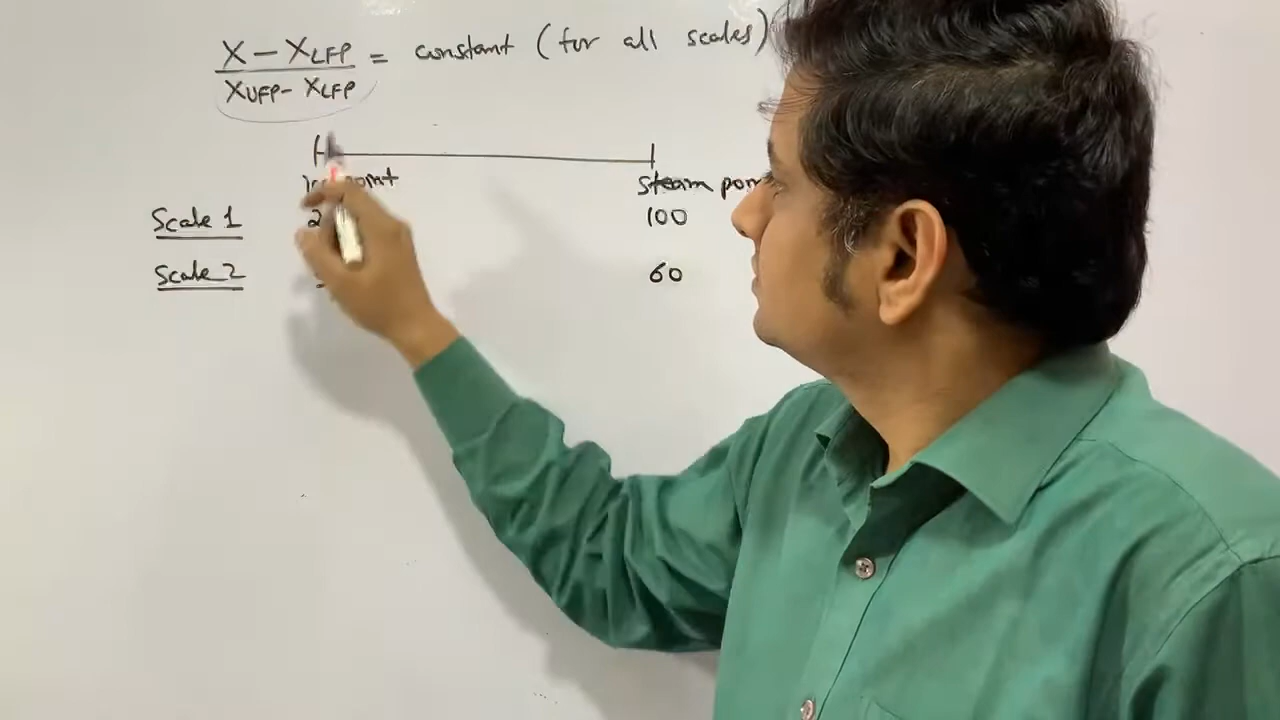 X - XLFP = constant (for all scales)
XUFP - XLFP
steam
Scale 1 100
Scale 2 60